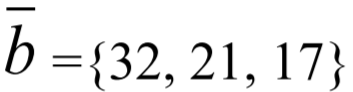 b̅ = {32, 21, 17}